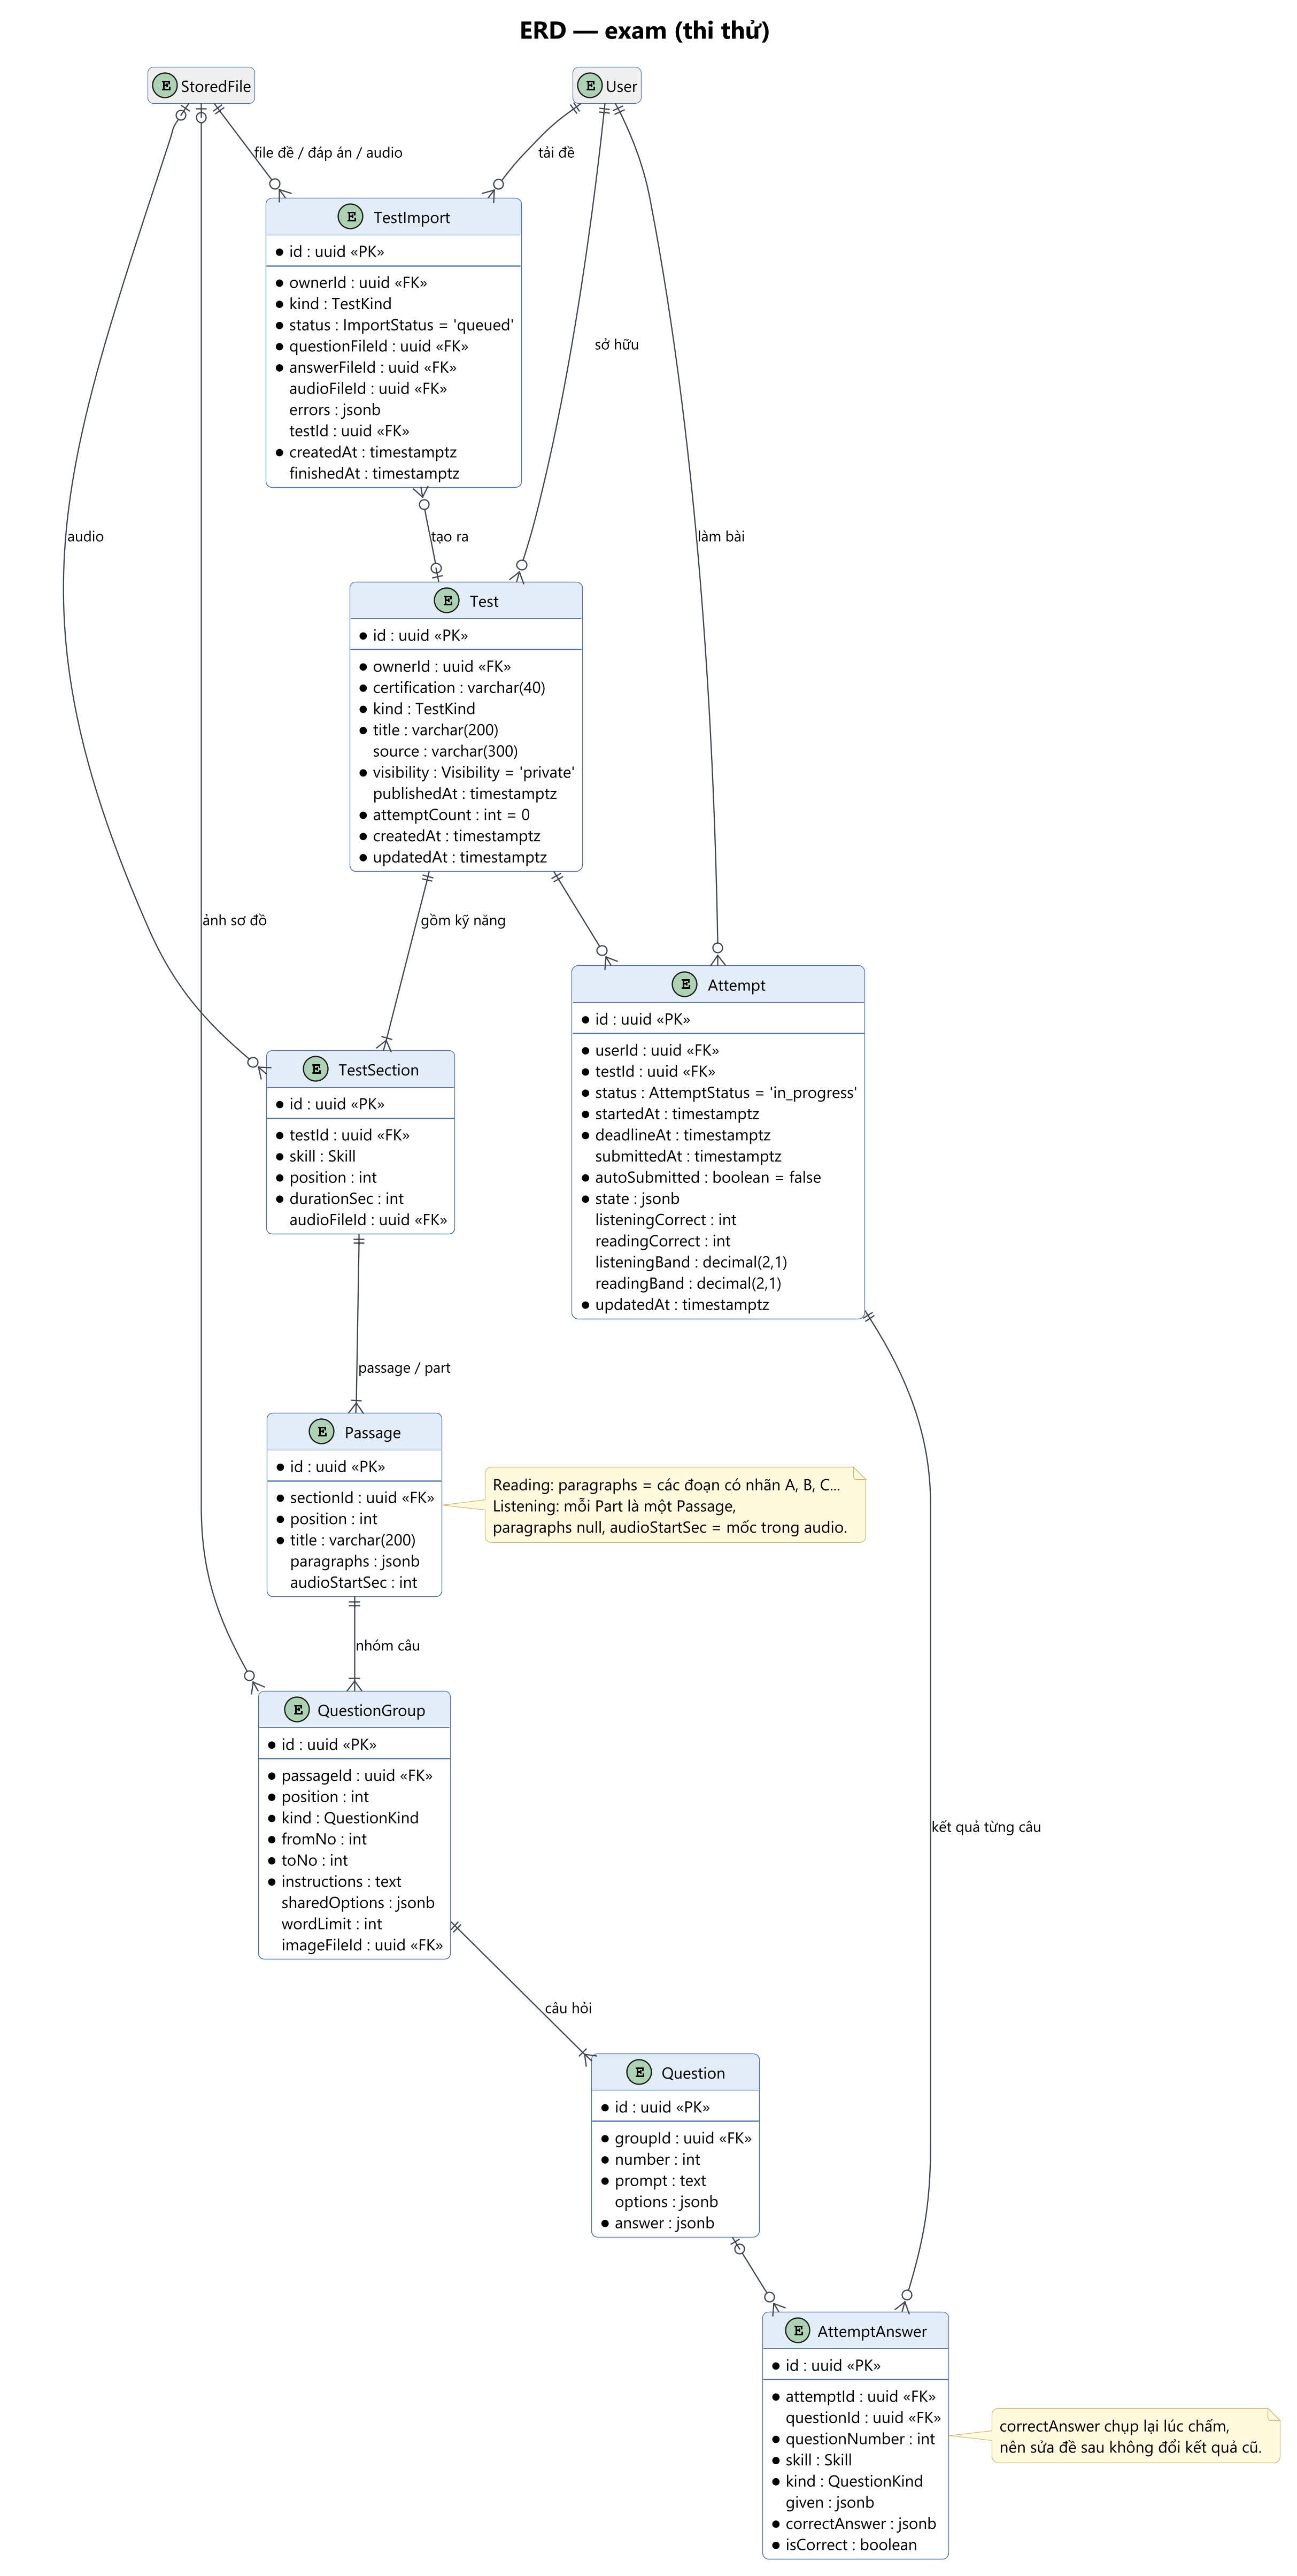 ERD — exam (thi thử)
E StoredFile
E User
file đề / đáp án / audio
tải đề
E TestImport
id : uuid «PK»
ownerId : uuid «FK»
kind : TestKind
status : ImportStatus = 'queued'
questionFileId : uuid «FK»
answerFileId : uuid «FK»
audioFileId : uuid «FK»
errors : jsonb
testId : uuid «FK»
createdAt : timestamptz
finishedAt : timestamptz
sở hữu
audio
tạo ra
làm bài
E Test
id : uuid «PK»
ownerId : uuid «FK»
certification : varchar(40)
kind : TestKind
title : varchar(200)
source : varchar(300)
visibility : Visibility = 'private'
publishedAt : timestamptz
attemptCount : int = 0
createdAt : timestamptz
updatedAt : timestamptz
ảnh sơ đồ
gồm kỹ năng
E Attempt
id : uuid «PK»
userId : uuid «FK»
testId : uuid «FK»
status : AttemptStatus = 'in_progress'
startedAt : timestamptz
deadlineAt : timestamptz
submittedAt : timestamptz
autoSubmitted : boolean = false
state : jsonb
listeningCorrect : int
readingCorrect : int
listeningBand : decimal(2,1)
readingBand : decimal(2,1)
updatedAt : timestamptz
E TestSection
id : uuid «PK»
testId : uuid «FK»
skill : Skill
position : int
durationSec : int
audioFileId : uuid «FK»
passage / part
E Passage
id : uuid «PK»
sectionId : uuid «FK»
position : int
title : varchar(200)
paragraphs : jsonb
audioStartSec : int
Reading: paragraphs = các đoạn có nhãn A, B, C...
Listening: mỗi Part là một Passage,
paragraphs null, audioStartSec = mốc trong audio.
nhóm câu
E QuestionGroup
id : uuid «PK»
passageId : uuid «FK»
position : int
kind : QuestionKind
fromNo : int
toNo : int
instructions : text
sharedOptions : jsonb
wordLimit : int
imageFileId : uuid «FK»
kết quả từng câu
câu hỏi
E Question
id : uuid «PK»
groupId : uuid «FK»
number : int
prompt : text
options : jsonb
answer : jsonb
E AttemptAnswer
id : uuid «PK»
attemptId : uuid «FK»
questionId : uuid «FK»
questionNumber : int
skill : Skill
kind : QuestionKind
given : jsonb
correctAnswer : jsonb
isCorrect : boolean
correctAnswer chụp lại lúc chấm,
nên sửa đề sau không đổi kết quả cũ.